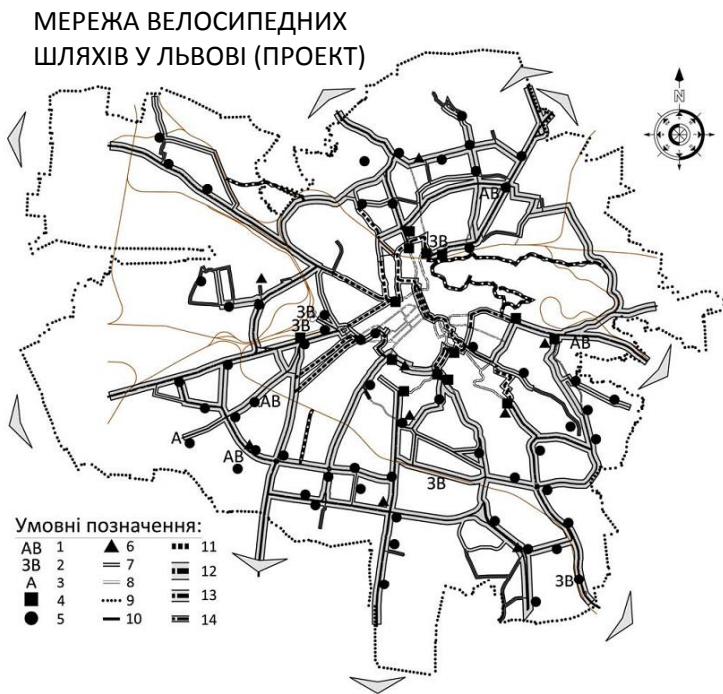 МЕРЕЖА ВЕЛОСИПЕДНИХ
ШЛЯХІВ У ЛЬВОВІ (ПРОЕКТ)
N
АВ
ЗВ
ЗВ
ЗВ
АВ
АВ
А
АВ
ЗВ
ЗВ
Умовні позначення:
АВ 1 6 11
ЗВ 2 7 12
А 3 8 13
4 9 14
5 10